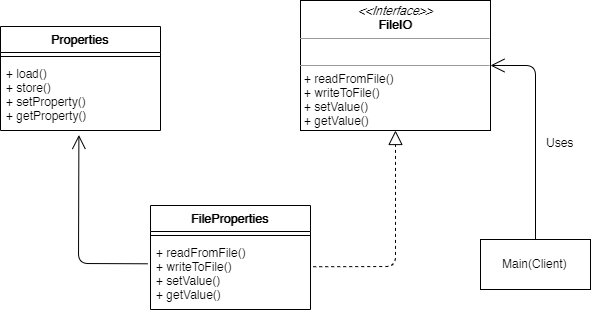 Properties
+ load()
+ store()
+ setProperty()
+ getProperty()
<<Interface>>
FileIO
+ readFromFile()
+ writeToFile()
+ setValue()
+ getValue()
Uses
FileProperties
+ readFromFile()
+ writeToFile()
+ setValue()
+ getValue()
Main(Client)